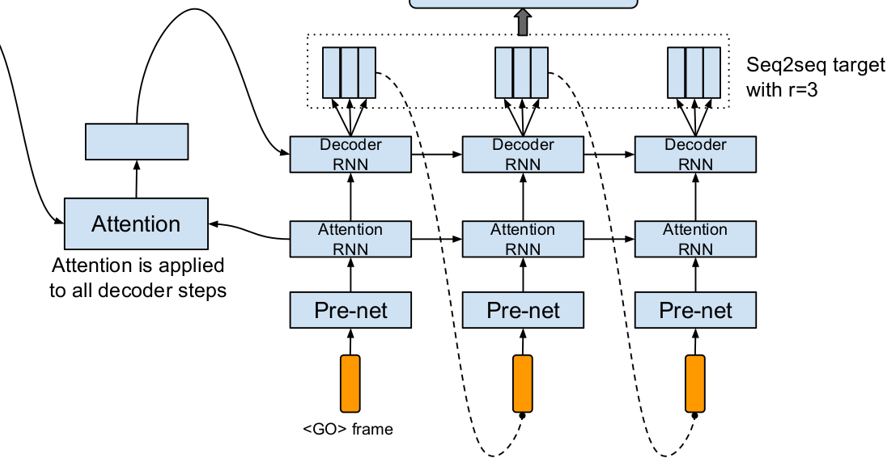 Seq2seq target
with r=3
Decoder
RNN
Decoder
RNN
Decoder
RNN
Attention
Attention
RNN
Attention
RNN
Attention
RNN
Attention is applied
to all decoder steps
Pre-net
Pre-net
Pre-net
<GO> frame